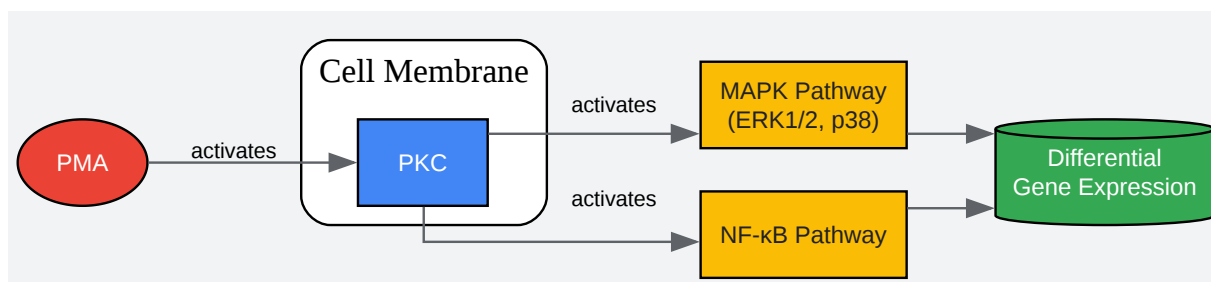 PMA
activates
Cell Membrane
PKC
activates
activates
MAPK Pathway
(ERK1/2, p38)
NF-κB Pathway
Differential
Gene Expression